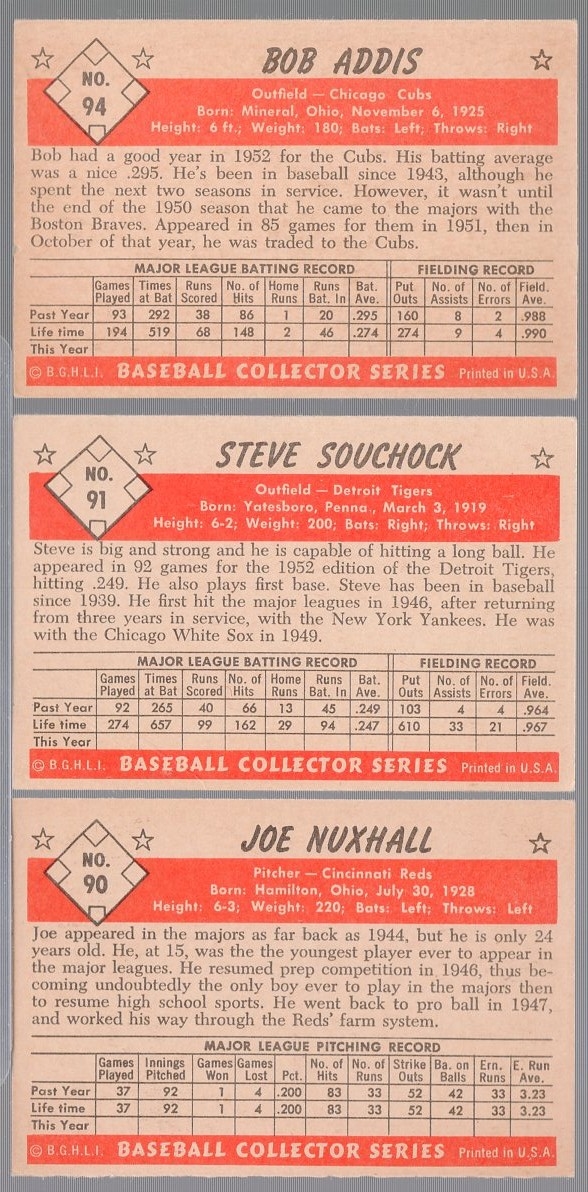 BOB ADDIS
NO.
94
Outfield — Chicago Cubs
Born: Mineral, Ohio, November 6, 1925
Height: 6 ft.; Weight: 180; Bats: Left; Throws: Right
Bob had a good year in 1952 for the Cubs. His batting average
was a nice .295. He's been in baseball since 1943, although he
spent the next two seasons in service. However, it wasn't until
the end of the 1950 season that he came to the majors with the
Boston Braves. Appeared in 85 games for them in 1951, then in
October of that year, he was traded to the Cubs.
MAJOR LEAGUE BATTING RECORD FIELDING RECORD
Games Times Runs No. of Home Runs Bat. Put No. of No. of Field.
Played at Bat Scored Hits Runs Bat. In Ave. Outs Assists Errors Ave.
Past Year 93 292 38 86 1 20 .295 160 8 2 .988
Life time 194 519 68 148 2 46 .274 274 9 4 .990
This Year
© B.G.H.L.I. BASEBALL COLLECTOR SERIES Printed in U.S.A.
STEVE SOUCHOCK
NO.
91
Outfield — Detroit Tigers
Born: Yatesboro, Penna., March 3, 1919
Height: 6-2; Weight: 200; Bats: Right; Throws: Right
Steve is big and strong and he is capable of hitting a long ball. He
appeared in 92 games for the 1952 edition of the Detroit Tigers,
hitting .249. He also plays first base. Steve has been in baseball
since 1939. He first hit the major leagues in 1946, after returning
from three years in service, with the New York Yankees. He was
with the Chicago White Sox in 1949.
MAJOR LEAGUE BATTING RECORD FIELDING RECORD
Games Times Runs No. of Home Runs Bat. Put No. of No. of Field.
Played at Bat Scored Hits Runs Bat. In Ave. Outs Assists Errors Ave.
Past Year 92 265 40 66 13 45 .249 103 4 4 .964
Life time 274 657 99 162 29 94 .247 610 33 21 .967
This Year
© B.G.H.L.I. BASEBALL COLLECTOR SERIES Printed in U.S.A.
JOE NUXHALL
NO.
90
Pitcher — Cincinnati Reds
Born: Hamilton, Ohio, July 30, 1928
Height: 6-3; Weight: 220; Bats: Left; Throws: Left
Joe appeared in the majors as far back as 1944, but he is only 24
years old. He, at 15, was the the youngest player ever to appear in
the major leagues. He resumed prep competition in 1946, thus be-
coming undoubtedly the only boy ever to play in the majors then
to resume high school sports. He went back to pro ball in 1947,
and worked his way through the Reds' farm system.
MAJOR LEAGUE PITCHING RECORD
Games Innings Games Games No. of No. of Strike Ba. on Ern. E. Run
Played Pitched Won Lost Pct. Hits Runs Outs Balls Runs Ave.
Past Year 37 92 1 4 .200 83 33 52 42 33 3.23
Life time 37 92 1 4 .200 83 33 52 42 33 3.23
This Year
© B.G.H.L.I. BASEBALL COLLECTOR SERIES Printed in U.S.A.